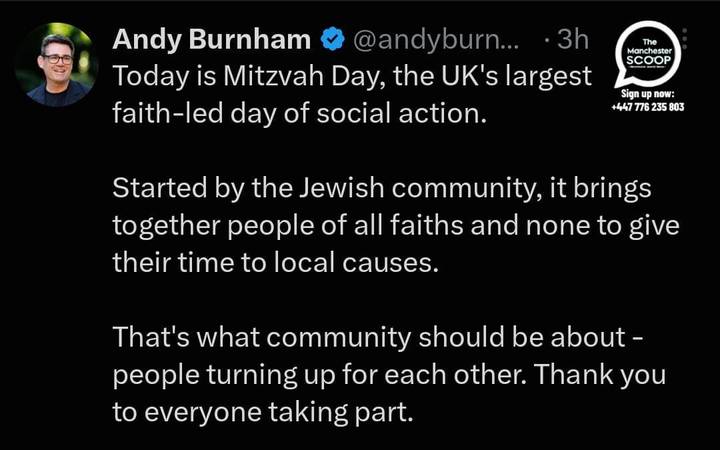 Andy Burnham @andyburn... · 3h
Today is Mitzvah Day, the UK's largest
faith-led day of social action.
Started by the Jewish community, it brings
together people of all faiths and none to give
their time to local causes.
That's what community should be about -
people turning up for each other. Thank you
to everyone taking part.
The
Manchester
SCOOP
Sign up now:
+447 776 235 803